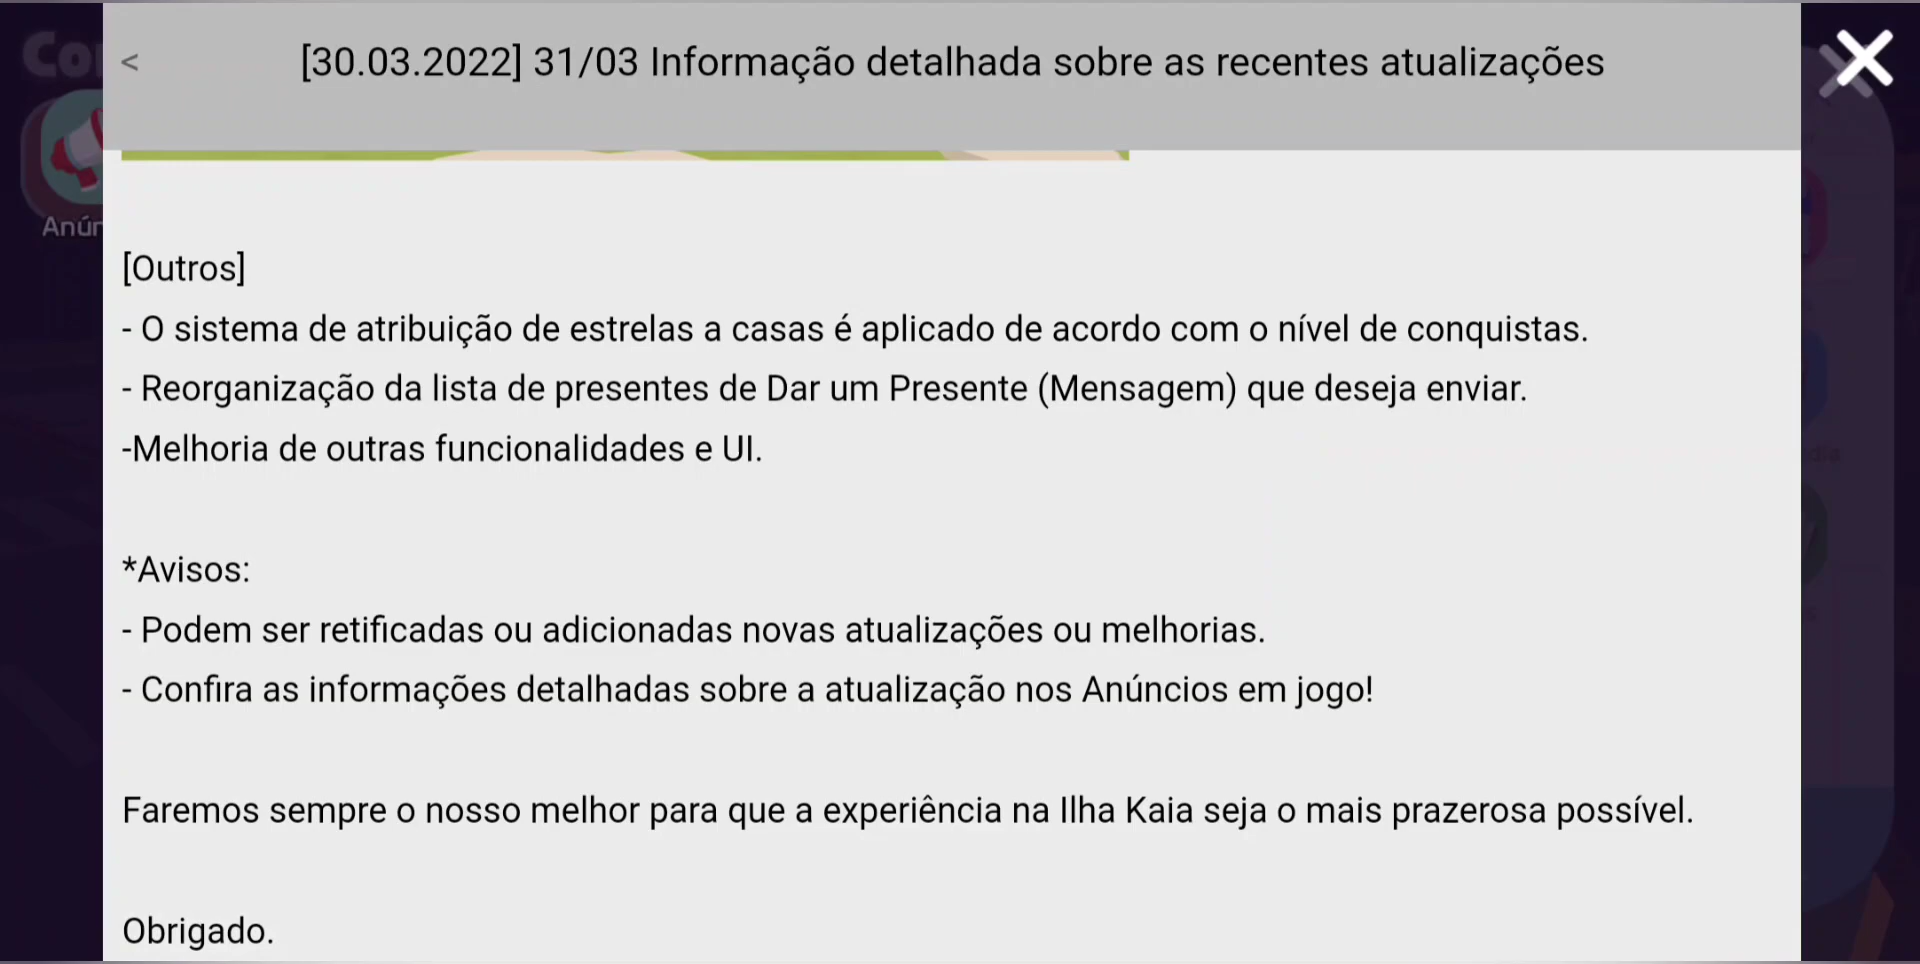 Co
<
[30.03.2022] 31/03 Informação detalhada sobre as recentes atualizações
Anún
[Outros]
- O sistema de atribuição de estrelas a casas é aplicado de acordo com o nível de conquistas.
- Reorganização da lista de presentes de Dar um Presente (Mensagem) que deseja enviar.
-Melhoria de outras funcionalidades e UI.
*Avisos:
- Podem ser retificadas ou adicionadas novas atualizações ou melhorias.
- Confira as informações detalhadas sobre a atualização nos Anúncios em jogo!
Faremos sempre o nosso melhor para que a experiência na Ilha Kaia seja o mais prazerosa possível.
Obrigado.